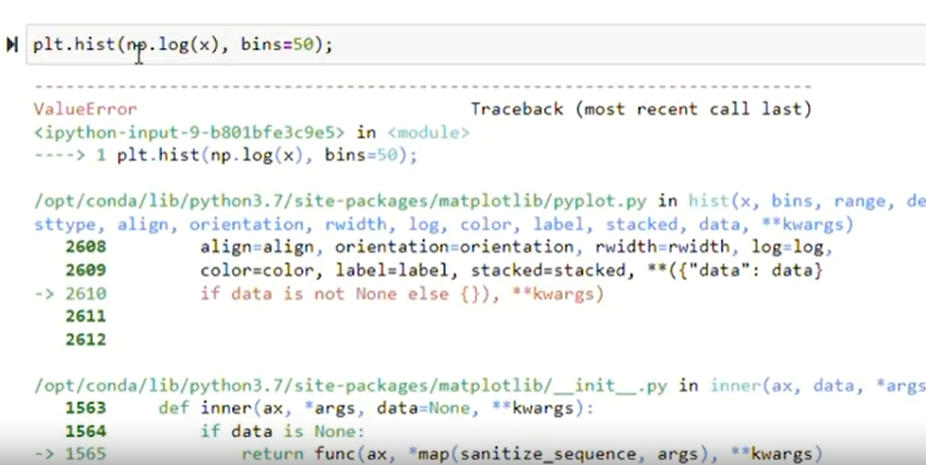 plt.hist(np.log(x), bins=50);
---------------------------------------------------------------------------
ValueError Traceback (most recent call last)
<ipython-input-9-b801bfe3c9e5> in <module>
----> 1 plt.hist(np.log(x), bins=50);
/opt/conda/lib/python3.7/site-packages/matplotlib/pyplot.py in hist(x, bins, range, de
sttype, align, orientation, rwidth, log, color, label, stacked, data, **kwargs)
2608 align=align, orientation=orientation, rwidth=rwidth, log=log,
2609 color=color, label=label, stacked=stacked, **({"data": data}
-> 2610 if data is not None else {}), **kwargs)
2611
2612
/opt/conda/lib/python3.7/site-packages/matplotlib/__init__.py in inner(ax, data, *args
1563 def inner(ax, *args, data=None, **kwargs):
1564 if data is None:
-> 1565 return func(ax, *map(sanitize_sequence, args), **kwargs)